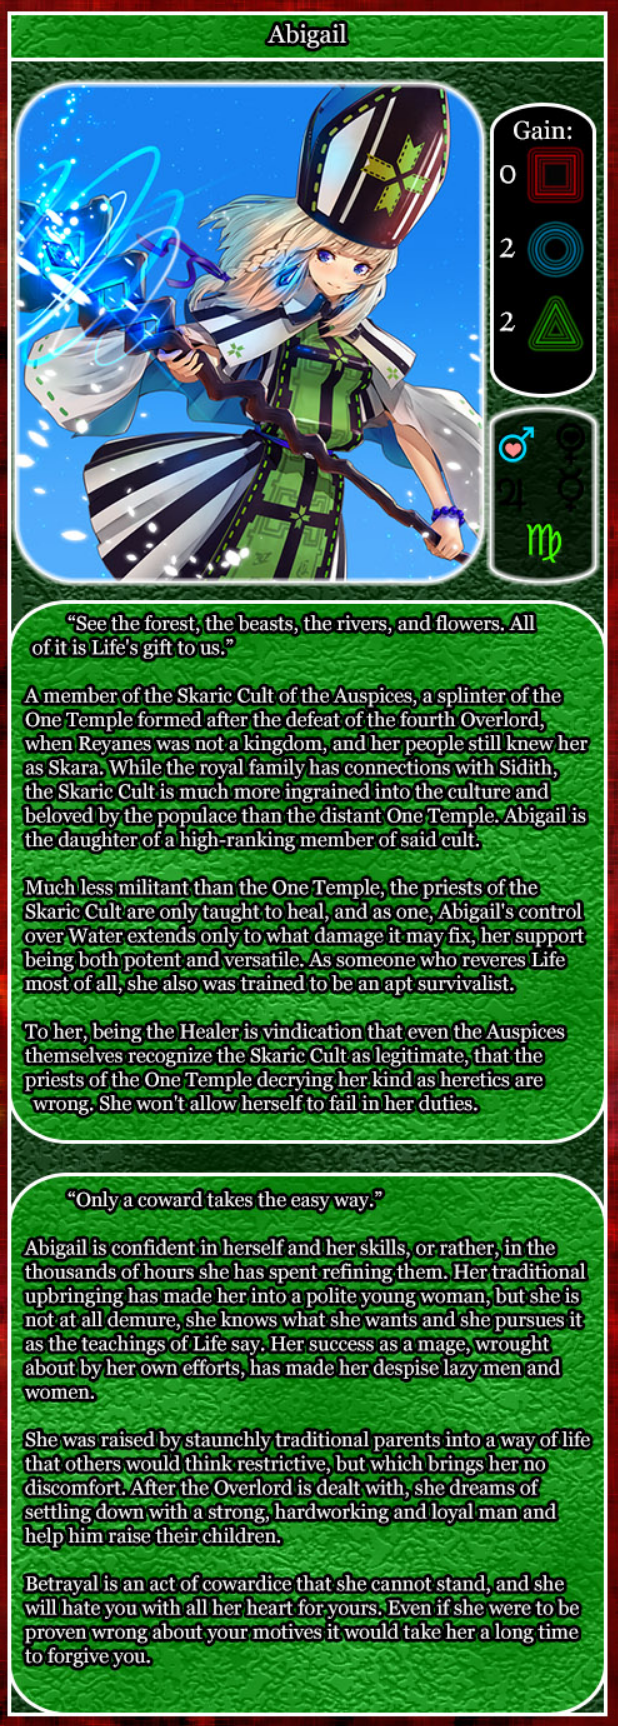 Abigail
Gain:
0
2
2
“See the forest, the beasts, the rivers, and flowers. All
of it is Life's gift to us.”
A member of the Skaric Cult of the Auspices, a splinter of the
One Temple formed after the defeat of the fourth Overlord,
when Reyanes was not a kingdom, and her people still knew her
as Skara. While the royal family has connections with Sidith,
the Skaric Cult is much more ingrained into the culture and
beloved by the populace than the distant One Temple. Abigail is
the daughter of a high-ranking member of said cult.
Much less militant than the One Temple, the priests of the
Skaric Cult are only taught to heal, and as one, Abigail's control
over Water extends only to what damage it may fix, her support
being both potent and versatile. As someone who reveres Life
most of all, she also was trained to be an apt survivalist.
To her, being the Healer is vindication that even the Auspices
themselves recognize the Skaric Cult as legitimate, that the
priests of the One Temple decrying her kind as heretics are
wrong. She won't allow herself to fail in her duties.
“Only a coward takes the easy way.”
Abigail is confident in herself and her skills, or rather, in the
thousands of hours she has spent refining them. Her traditional
upbringing has made her into a polite young woman, but she is
not at all demure, she knows what she wants and she pursues it
as the teachings of Life say. Her success as a mage, wrought
about by her own efforts, has made her despise lazy men and
women.
She was raised by staunchly traditional parents into a way of life
that others would think restrictive, but which brings her no
discomfort. After the Overlord is dealt with, she dreams of
settling down with a strong, hardworking and loyal man and
help him raise their children.
Betrayal is an act of cowardice that she cannot stand, and she
will hate you with all her heart for yours. Even if she were to be
proven wrong about your motives it would take her a long time
to forgive you.